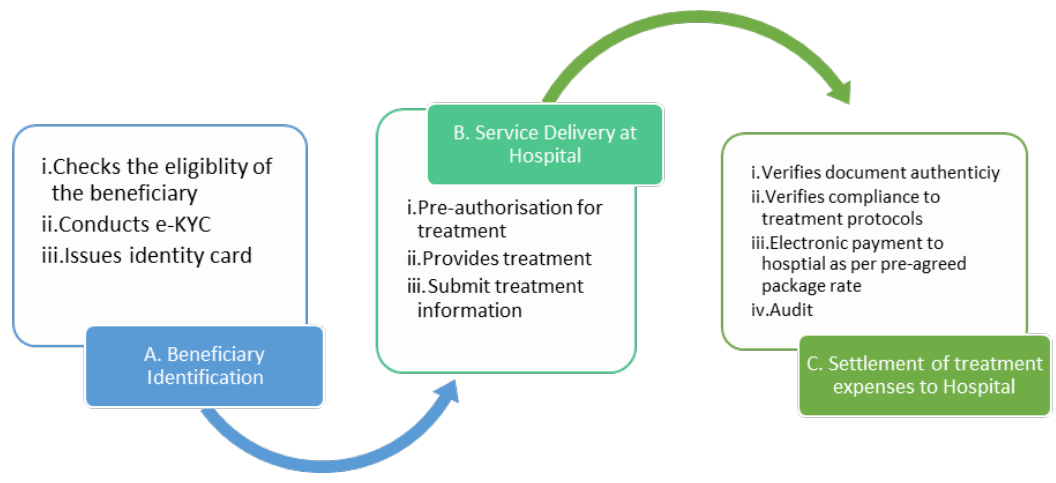 i.Checks the eligiblity of
the beneficiary
ii.Conducts e-KYC
iii.Issues identity card
A. Beneficiary
Identification
B. Service Delivery at
Hospital
i.Pre-authorisation for
treatment
ii.Provides treatment
iii.Submit treatment
information
i.Verifies document authenticiy
ii.Verifies compliance to
treatment protocols
iii.Electronic payment to
hosptial as per pre-agreed
package rate
iv.Audit
C. Settlement of treatment
expenses to Hospital